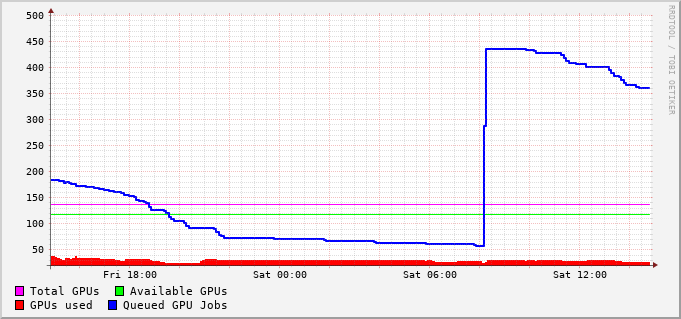 500
450
400
350
300
250
200
150
100
50
Fri 18:00 Sat 00:00 Sat 06:00 Sat 12:00
Total GPUs Available GPUs
GPUs used Queued GPU Jobs
RRDTOOL / TOBI OETIKER